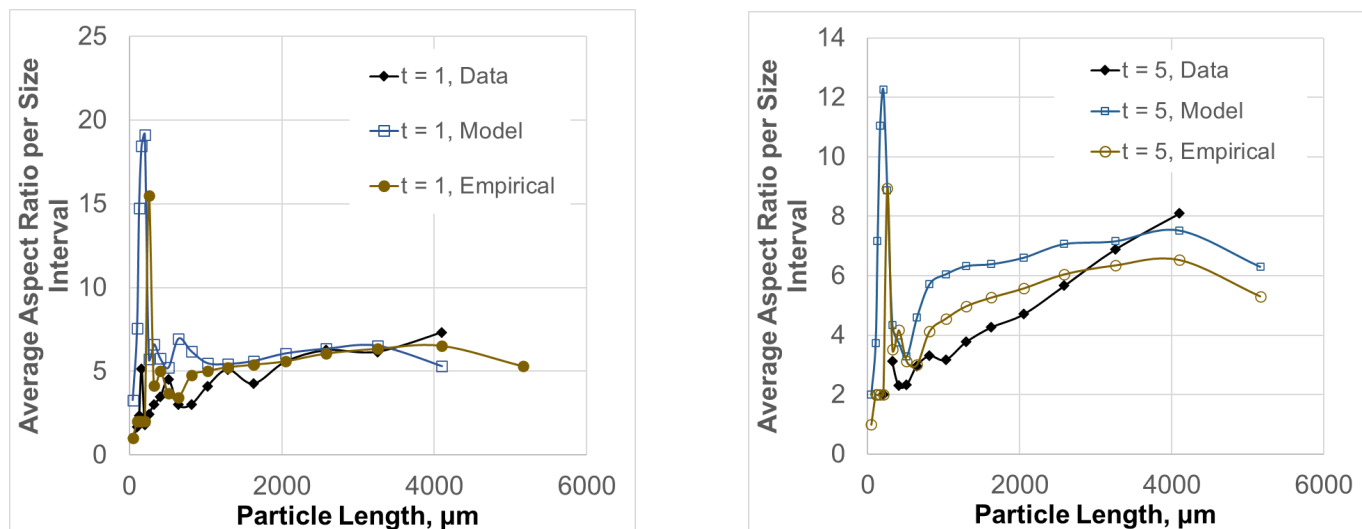 25
20
15
10
5
0
Average Aspect Ratio per Size
Interval
t = 1, Data
t = 1, Model
t = 1, Empirical
0
2000
4000
6000
Particle Length, µm
14
12
10
8
6
4
2
0
Average Aspect Ratio per Size
Interval
t = 5, Data
t = 5, Model
t = 5, Empirical
0
2000
4000
6000
Particle Length, µm